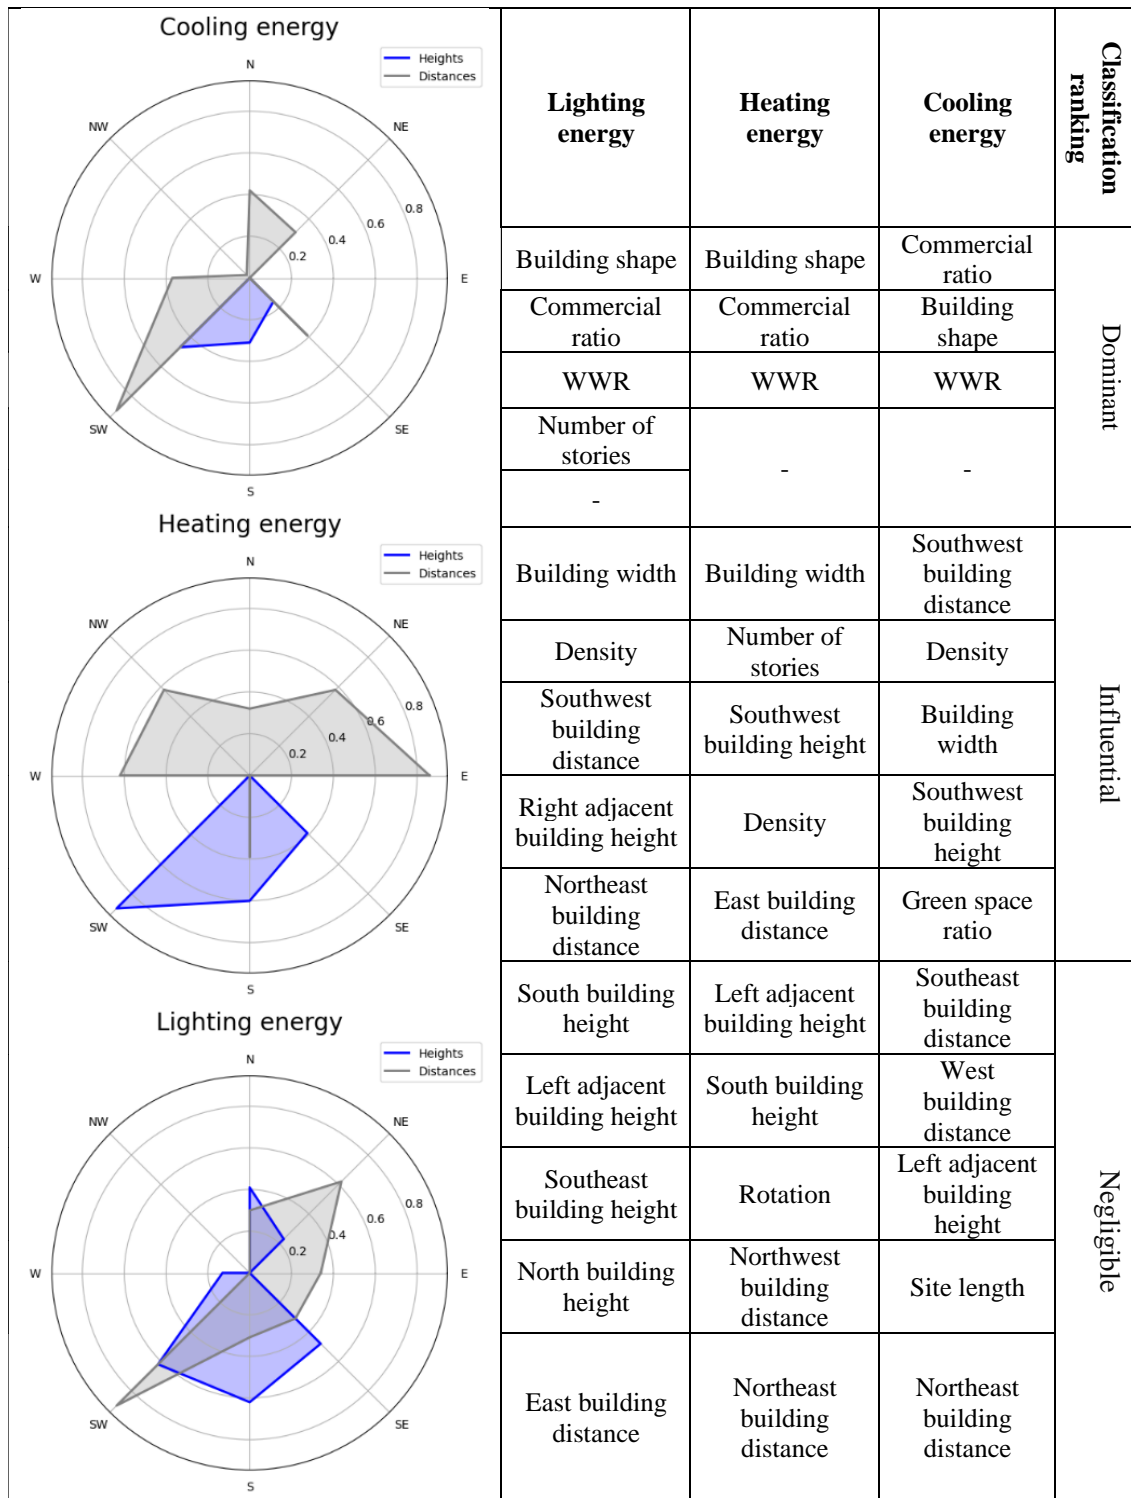 Cooling energy
Heights
Distances
N
NW
NE
0.8
0.6
0.4
0.2
W
E
SW
SE
S
Heating energy
Heights
Distances
N
NW
NE
0.8
0.6
0.4
0.2
W
E
SW
SE
S
Lighting energy
Heights
Distances
N
NW
NE
0.8
0.6
0.4
0.2
W
E
SW
SE
S
Lighting
energy
Heating
energy
Cooling
energy
Classification
ranking
Building shape
Building shape
Commercial
ratio
Dominant
Commercial
ratio
Commercial
ratio
Building
shape
WWR
WWR
WWR
Number of
stories
-
-
-
Building width
Building width
Southwest
building
distance
Influential
Density
Number of
stories
Density
Southwest
building
distance
Southwest
building height
Building
width
Right adjacent
building height
Density
Southwest
building
height
Northeast
building
distance
East building
distance
Green space
ratio
South building
height
Left adjacent
building height
Southeast
building
distance
Negligible
Left adjacent
building height
South building
height
West
building
distance
Southeast
building height
Rotation
Left adjacent
building
height
North building
height
Northwest
building
distance
Site length
East building
distance
Northeast
building
distance
Northeast
building
distance